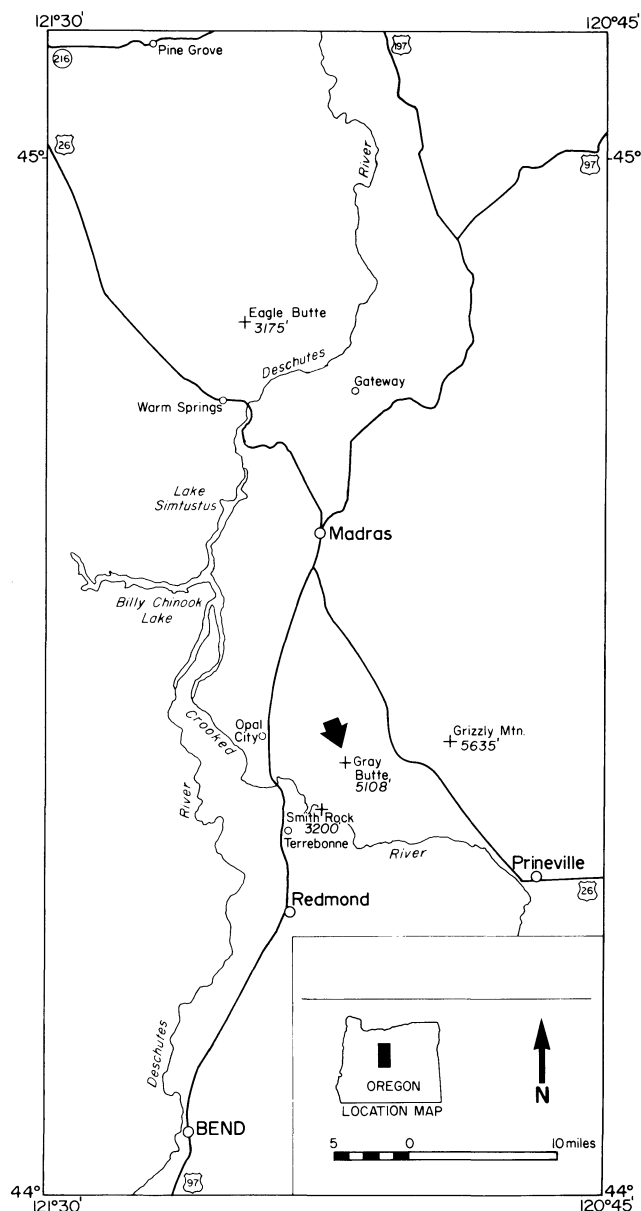 121°30'
120°45'
216
Pine Grove
197
26
45°
45°
97
River
Eagle Butte
3175'
Deschutes
Gateway
Warm Springs
Lake
Simtustus
Madras
Billy Chinook
Lake
Crooked
Opal
City
Grizzly Mtn.
5635'
Gray
Butte,
5108'
River
Smith Rock
3200'
Terrebonne
River
Prineville
26
Redmond
Deschutes
OREGON
LOCATION MAP
N
BEND
5 0 10 miles
97
44°
44°
121°30'
120°45'